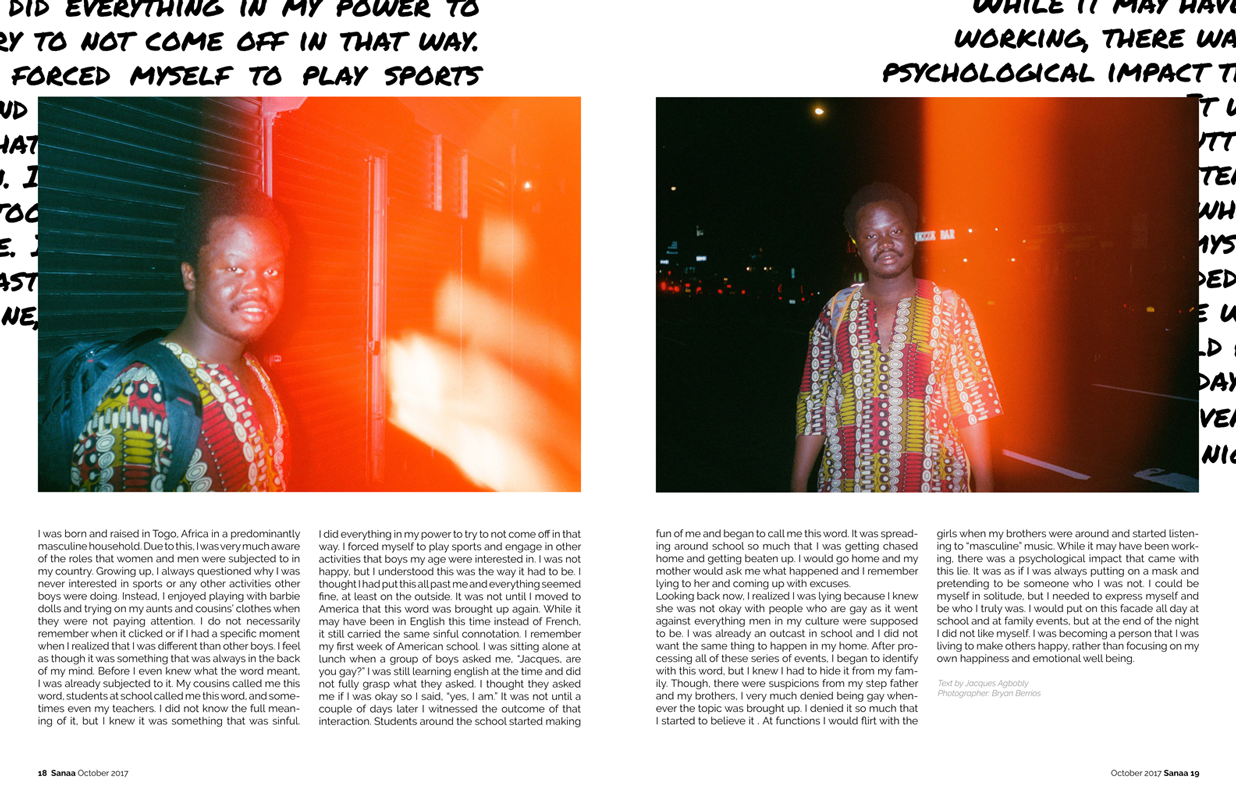 DID EVERYTHING IN MY POWER TO
RY TO NOT COME OFF IN THAT WAY.
FORCED MYSELF TO PLAY SPORTS
ND
HAT
N. I
TOO
E. I
AST
NE,
I was born and raised in Togo, Africa in a predominantly
masculine household. Due to this, I was very much aware
of the roles that women and men were subjected to in
my country. Growing up, I always questioned why I was
never interested in sports or any other activities other
boys were doing. Instead, I enjoyed playing with barbie
dolls and trying on my aunts and cousins' clothes when
they were not paying attention. I do not necessarily
remember when it clicked or if I had a specific moment
when I realized that I was different than other boys. I feel
as though it was something that was always in the back
of my mind. Before I even knew what the word meant,
I was already subjected to it. My cousins called me this
word, students at school called me this word, and some-
times even my teachers. I did not know the full mean-
ing of it, but I knew it was something that was sinful.
I did everything in my power to try to not come off in that
way. I forced myself to play sports and engage in other
activities that boys my age were interested in. I was not
happy, but I understood this was the way it had to be. I
thought I had put this all past me and everything seemed
fine, at least on the outside. It was not until I moved to
America that this word was brought up again. While it
may have been in English this time instead of French,
it still carried the same sinful connotation. I remember
my first week of American school. I was sitting alone at
lunch when a group of boys asked me, "Jacques, are
you gay?" I was still learning english at the time and did
not fully grasp what they asked. I thought they asked
me if I was okay so I said, "yes, I am." It was not until a
couple of days later I witnessed the outcome of that
interaction. Students around the school started making
18 Sanaa October 2017
WHILE IT MAY HAVE
WORKING, THERE WA
PSYCHOLOGICAL IMPACT T
IT
UTT
TEN
WH
MYS
DED
E W
LD
DAY
VER
NIG
BAR
fun of me and began to call me this word. It was spread-
ing around school so much that I was getting chased
home and getting beaten up. I would go home and my
mother would ask me what happened and I remember
lying to her and coming up with excuses.
Looking back now, I realized I was lying because I knew
she was not okay with people who are gay as it went
against everything men in my culture were supposed
to be. I was already an outcast in school and I did not
want the same thing to happen in my home. After pro-
cessing all of these series of events, I began to identify
with this word, but I knew I had to hide it from my fam-
ily. Though, there were suspicions from my step father
and my brothers, I very much denied being gay when-
ever the topic was brought up. I denied it so much that
I started to believe it . At functions I would flirt with the
girls when my brothers were around and started listen-
ing to "masculine" music. While it may have been work-
ing, there was a psychological impact that came with
this lie. It was as if I was always putting on a mask and
pretending to be someone who I was not. I could be
myself in solitude, but I needed to express myself and
be who I truly was. I would put on this facade all day at
school and at family events, but at the end of the night
I did not like myself. I was becoming a person that I was
living to make others happy, rather than focusing on my
own happiness and emotional well being.
Text by Jacques Agbobly
Photographer: Bryan Berrios
October 2017 Sanaa 19